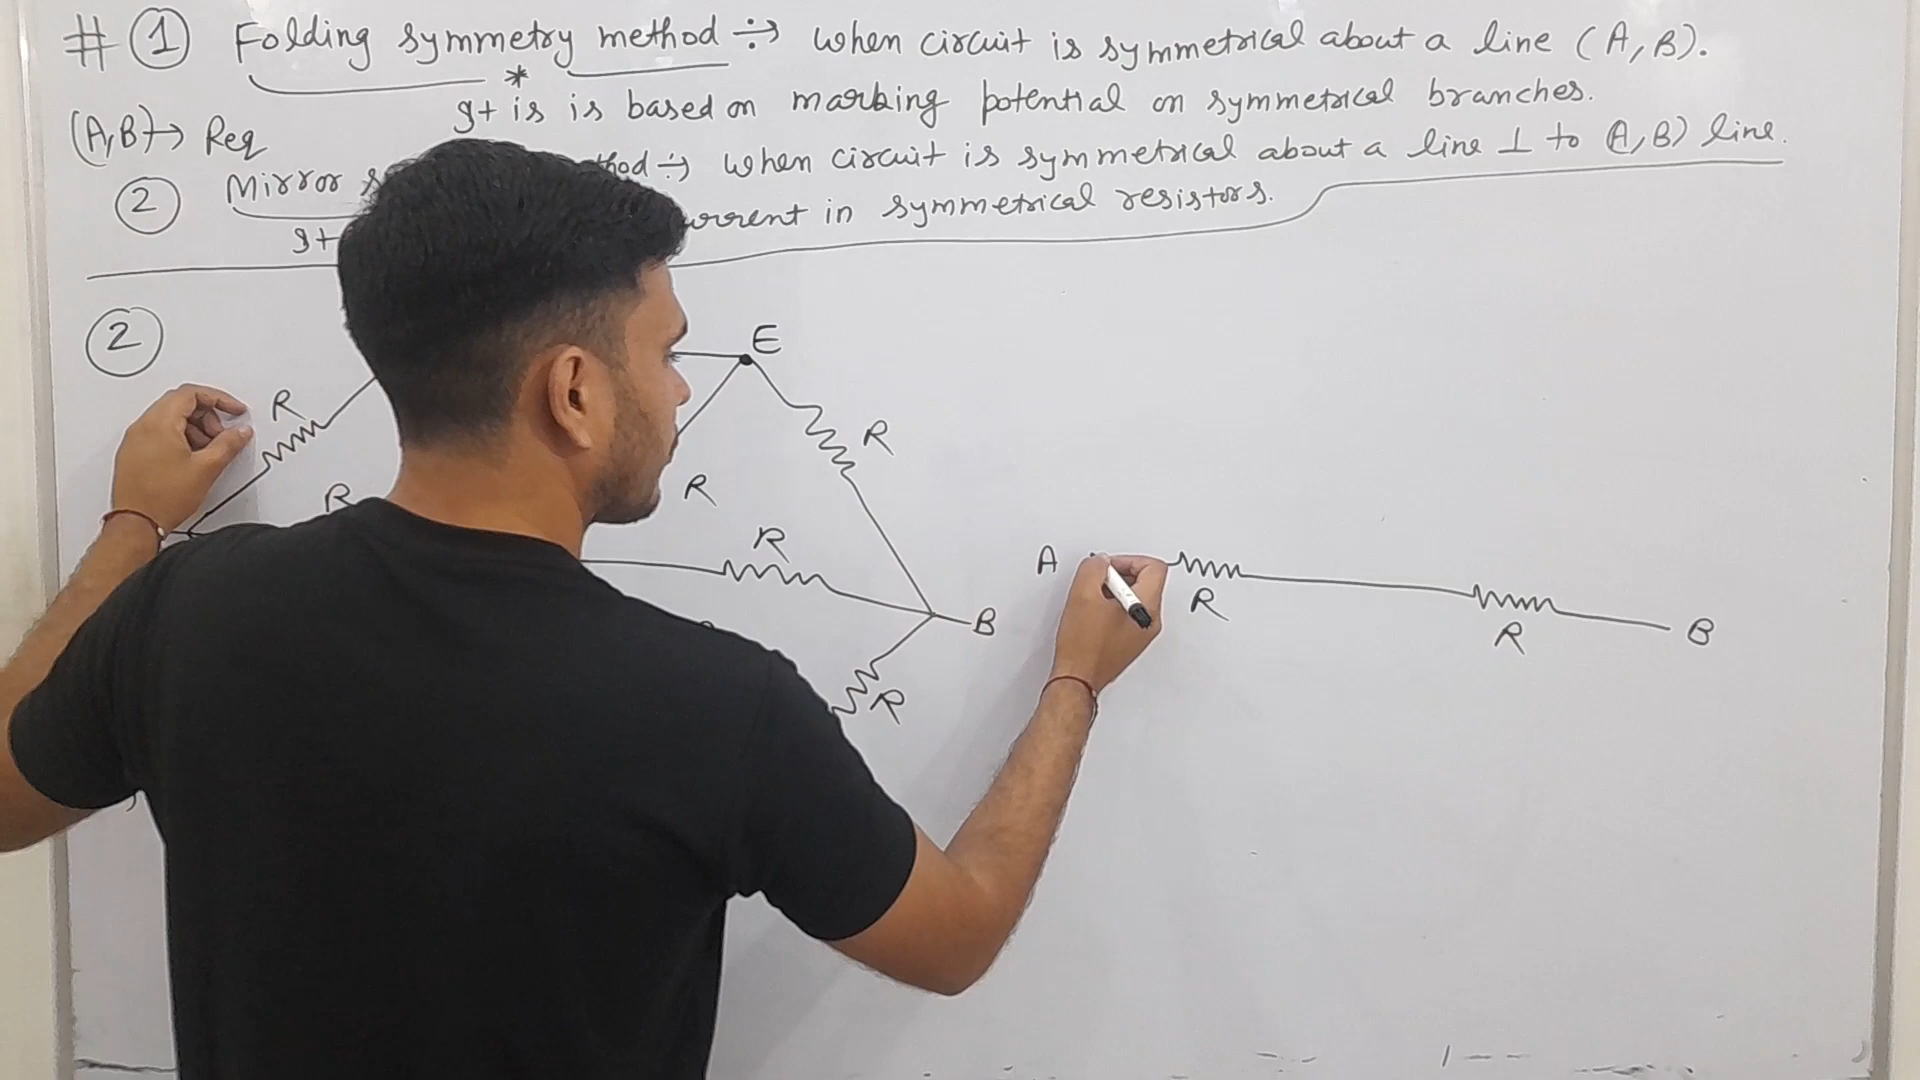 # 1 Folding symmetry method ÷→ when circuit is symmetrical about a line (A, B).
* It is is based on marking potential on symmetrical branches.
(A,B)→ Req
2 Mirror method ÷→ when circuit is symmetrical about a line ⊥ to (A,B) line.
It current in symmetrical resistors.
2
E
R
R
R
R
R
A
R
R
B
B
R